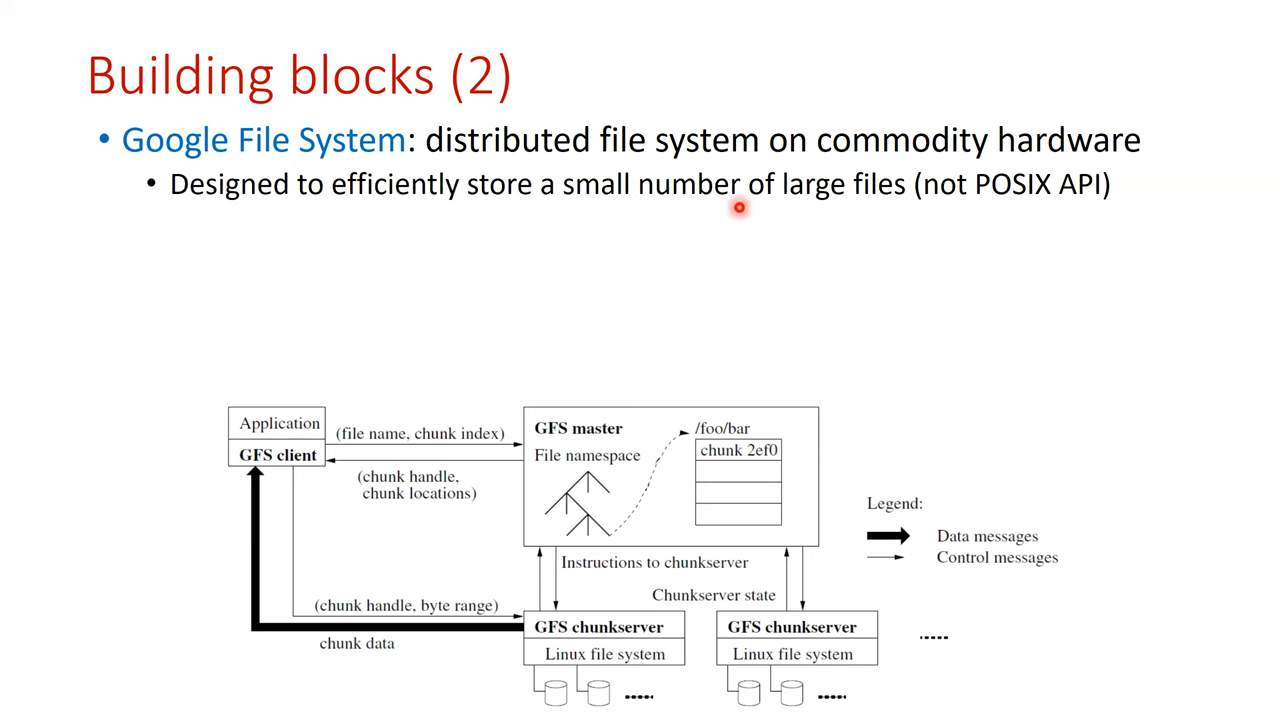 Building blocks (2)
• Google File System: distributed file system on commodity hardware
• Designed to efficiently store a small number of large files (not POSIX API)
Application
GFS client
(file name, chunk index)
(chunk handle,
chunk locations)
GFS master
File namespace
/foo/bar
chunk 2ef0
Legend:
Data messages
Control messages
Instructions to chunkserver
Chunkserver state
(chunk handle, byte range)
chunk data
GFS chunkserver
Linux file system
GFS chunkserver
Linux file system